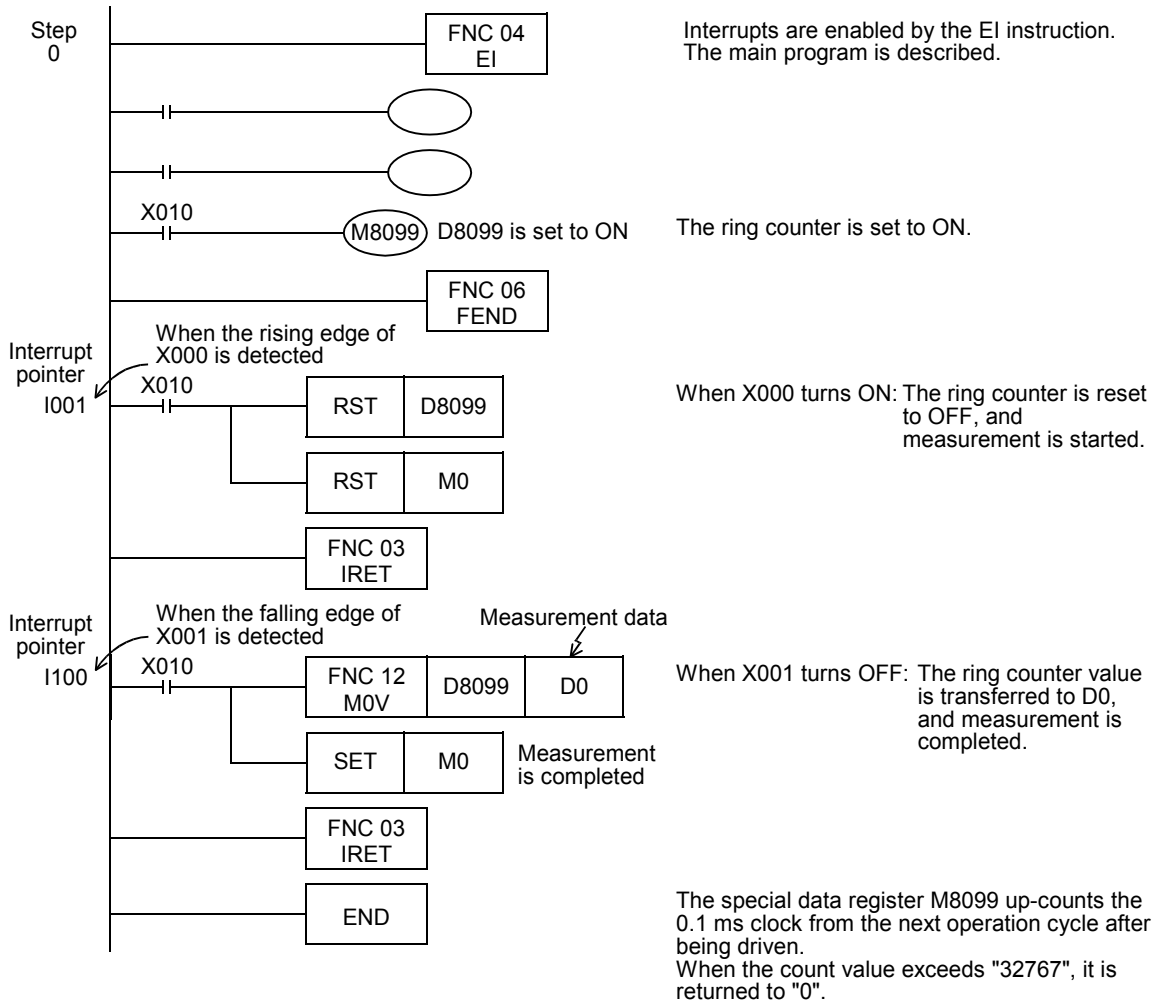 Step
0
FNC 04
EI
Interrupts are enabled by the EI instruction.
The main program is described.
X010
M8099
D8099 is set to ON
The ring counter is set to ON.
FNC 06
FEND
Interrupt
pointer
I001
When the rising edge of
X000 is detected
X010
RST
D8099
When X000 turns ON: The ring counter is reset
to OFF, and
measurement is started.
RST
M0
FNC 03
IRET
Interrupt
pointer
I100
When the falling edge of
X001 is detected
Measurement data
X010
FNC 12
M0V
D8099
D0
When X001 turns OFF: The ring counter value
is transferred to D0,
and measurement is
completed.
SET
M0
Measurement
is completed
FNC 03
IRET
END
The special data register M8099 up-counts the
0.1 ms clock from the next operation cycle after
being driven.
When the count value exceeds "32767", it is
returned to "0".